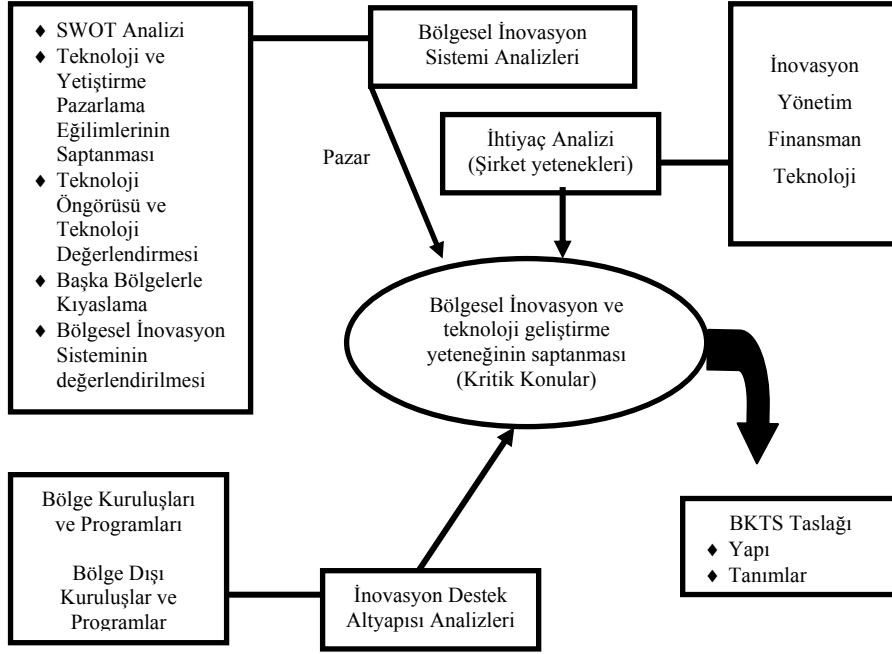 ♦ SWOT Analizi
♦ Teknoloji ve
Yetiştirme
Pazarlama
Eğilimlerinin
Saptanması
♦ Teknoloji
Öngörüsü ve
Teknoloji
Değerlendirmesi
♦ Başka Bölgelerle
Kıyaslama
♦ Bölgesel İnovasyon
Sisteminin
değerlendirilmesi
Bölgesel İnovasyon
Sistemi Analizleri
Pazar
İhtiyaç Analizi
(Şirket yetenekleri)
İnovasyon
Yönetim
Finansman
Teknoloji
Bölgesel İnovasyon ve
teknoloji geliştirme
yeteneğinin saptanması
(Kritik Konular)
Bölge Kuruluşları
ve Programları
Bölge Dışı
Kuruluşlar ve
Programlar
İnovasyon Destek
Altyapısı Analizleri
BKTS Taslağı
♦ Yapı
♦ Tanımlar